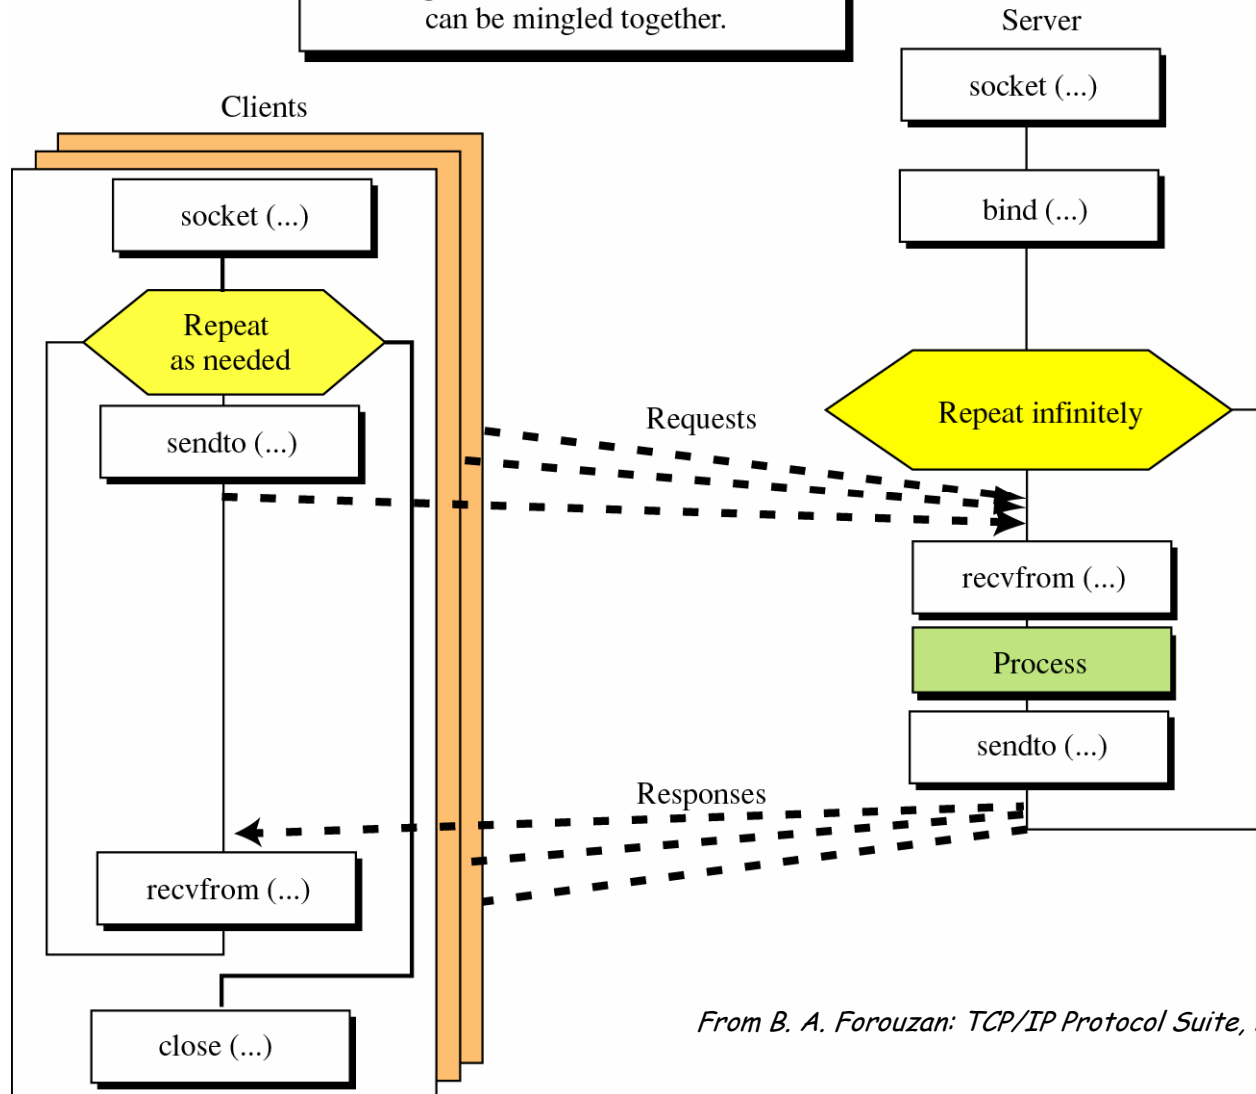 can be mingled together.
Server
socket (...)
bind (...)
Repeat infinitely
recvfrom (...)
Process
sendto (...)
Clients
socket (...)
Repeat
as needed
sendto (...)
recvfrom (...)
close (...)
Requests
Responses
From B. A. Forouzan: TCP/IP Protocol Suite,